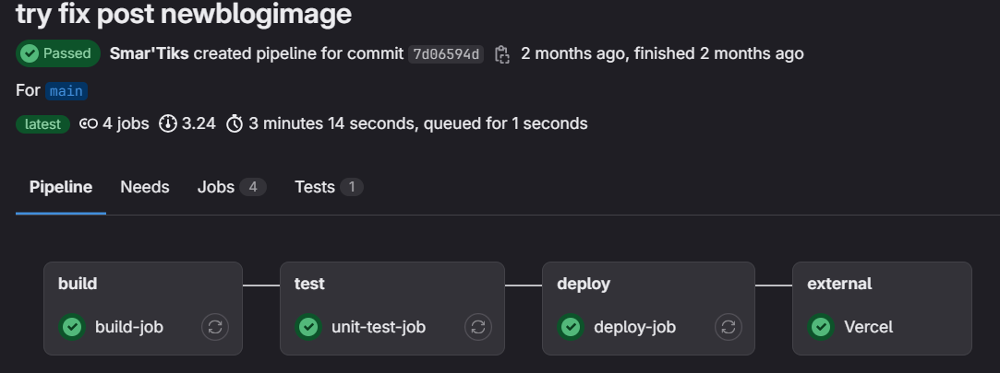 try fix post newblogimage
Passed Smar'Tiks created pipeline for commit 7d06594d 2 months ago, finished 2 months ago
For main
latest 4 jobs 3.24 3 minutes 14 seconds, queued for 1 seconds
Pipeline Needs Jobs 4 Tests 1
build test deploy external
build-job unit-test-job deploy-job Vercel